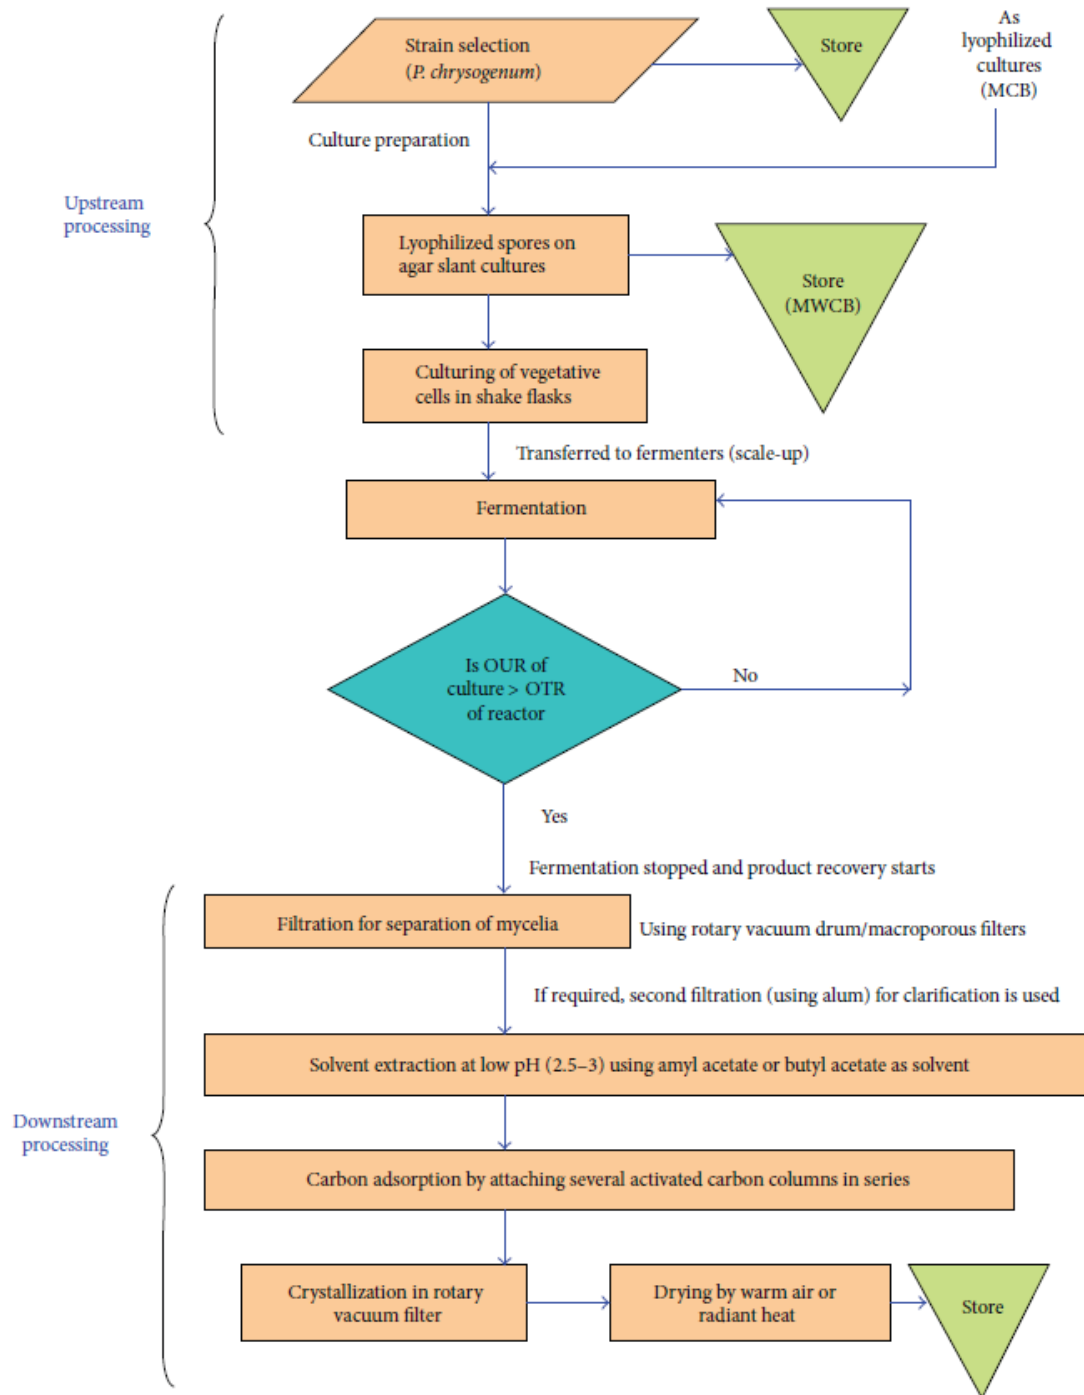 Strain selection
(P. chrysogenum)
Store
As
lyophilized
cultures
(MCB)
Culture preparation
Upstream
processing
Lyophilized spores on
agar slant cultures
Store
(MWCB)
Culturing of vegetative
cells in shake flasks
Transferred to fermenters (scale-up)
Fermentation
Is OUR of
culture > OTR
of reactor
No
Yes
Fermentation stopped and product recovery starts
Filtration for separation of mycelia
Using rotary vacuum drum/macroporous filters
If required, second filtration (using alum) for clarification is used
Solvent extraction at low pH (2.5–3) using amyl acetate or butyl acetate as solvent
Downstream
processing
Carbon adsorption by attaching several activated carbon columns in series
Crystallization in rotary
vacuum filter
Drying by warm air or
radiant heat
Store